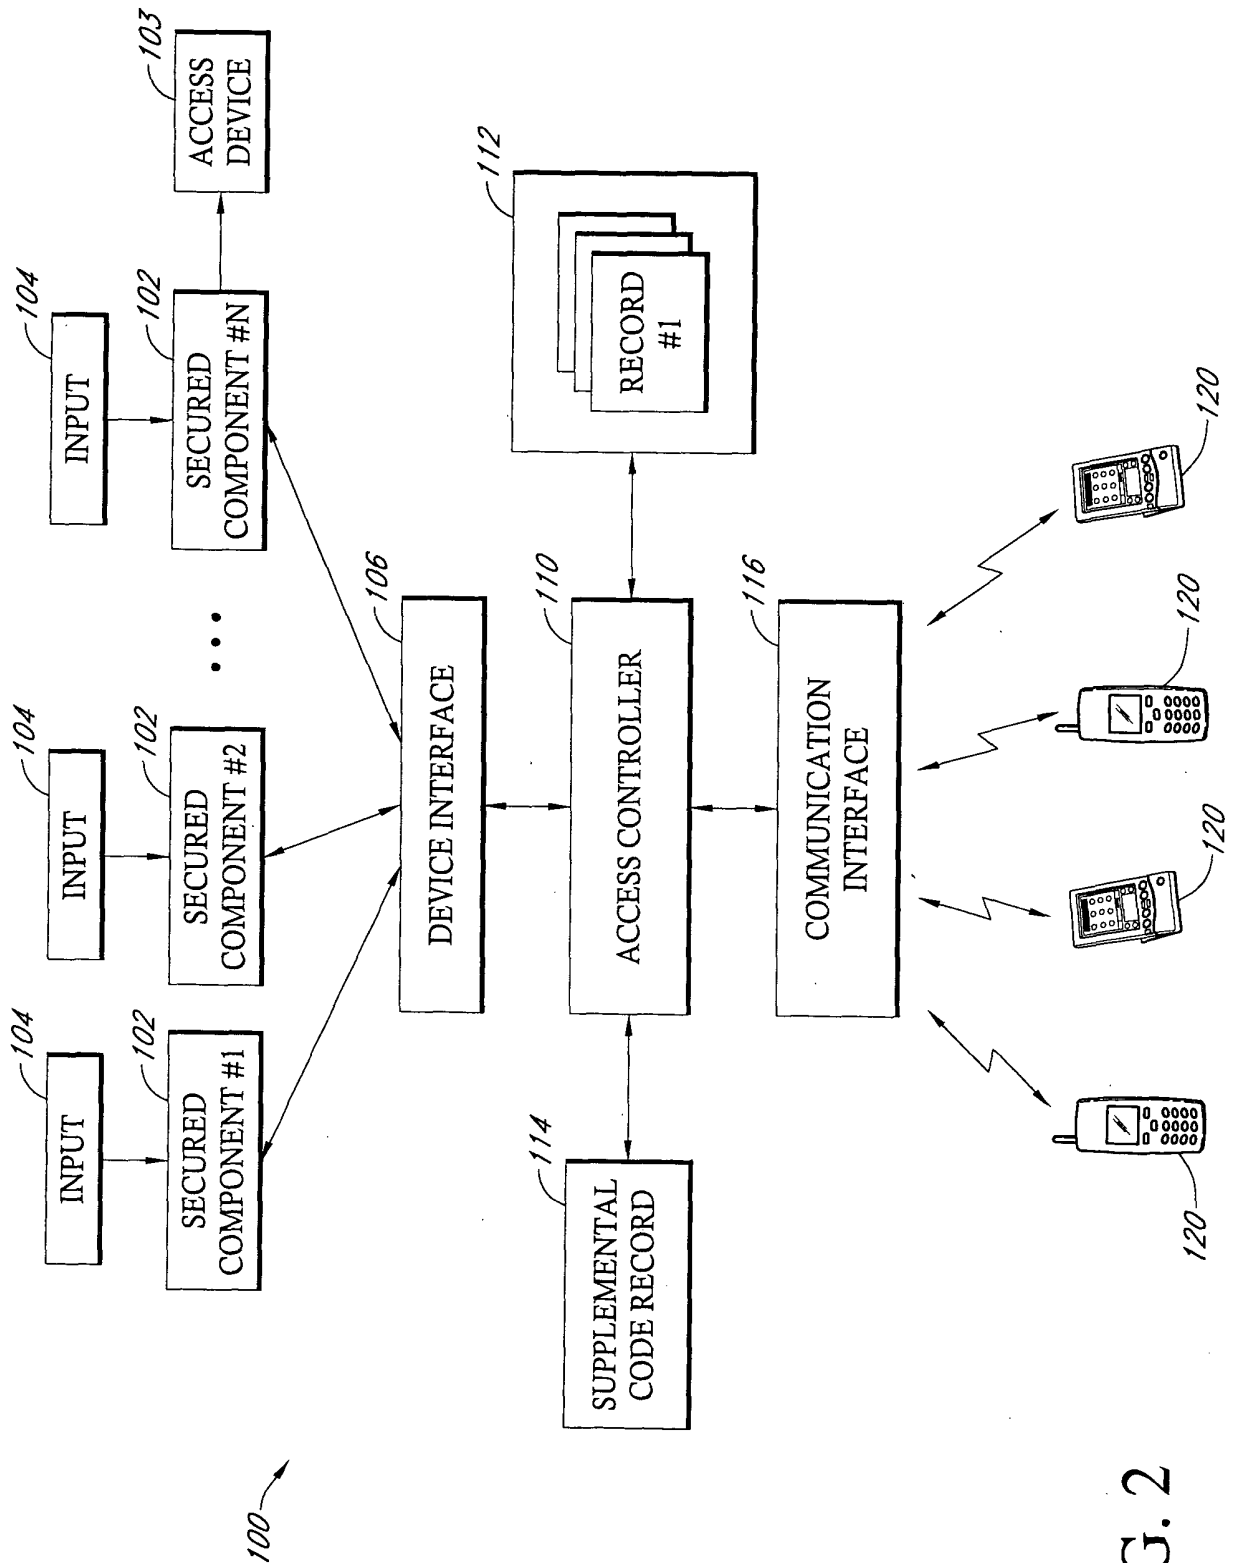 100
104
INPUT
104
INPUT
104
INPUT
102
SECURED
COMPONENT #1
102
SECURED
COMPONENT #2
...
102
SECURED
COMPONENT #N
103
ACCESS
DEVICE
106
DEVICE INTERFACE
114
SUPPLEMENTAL
CODE RECORD
110
ACCESS CONTROLLER
112
RECORD
#1
116
COMMUNICATION
INTERFACE
120
120
120
120
G. 2